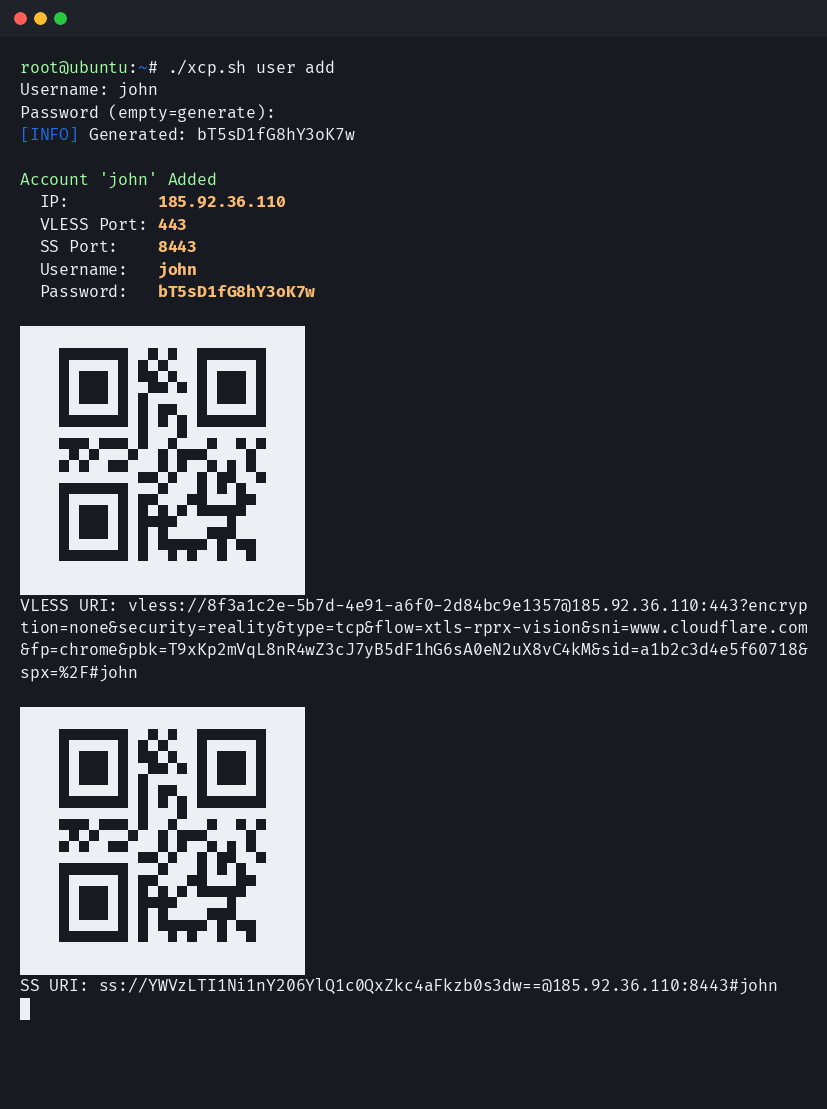 root@ubuntu:~# ./xcp.sh user add
Username: john
Password (empty=generate):
[INFO] Generated: bT5sD1fG8hY3oK7w
Account 'john' Added
IP: 185.92.36.110
VLESS Port: 443
SS Port: 8443
Username: john
Password: bT5sD1fG8hY3oK7w
VLESS URI: vless://8f3a1c2e-5b7d-4e91-a6f0-2d84bc9e1357@185.92.36.110:443?encryp
tion=none&security=reality&type=tcp&flow=xtls-rprx-vision&sni=www.cloudflare.com
&fp=chrome&pbk=T9xKp2mVqL8nR4wZ3cJ7yB5dF1hG6sA0eN2uX8vC4kM&sid=a1b2c3d4e5f60718&
spx=%2F#john
SS URI: ss://YWVzLTI1Ni1nY206YlQ1c0QxZkc4aFkzb0s3dw==@185.92.36.110:8443#john